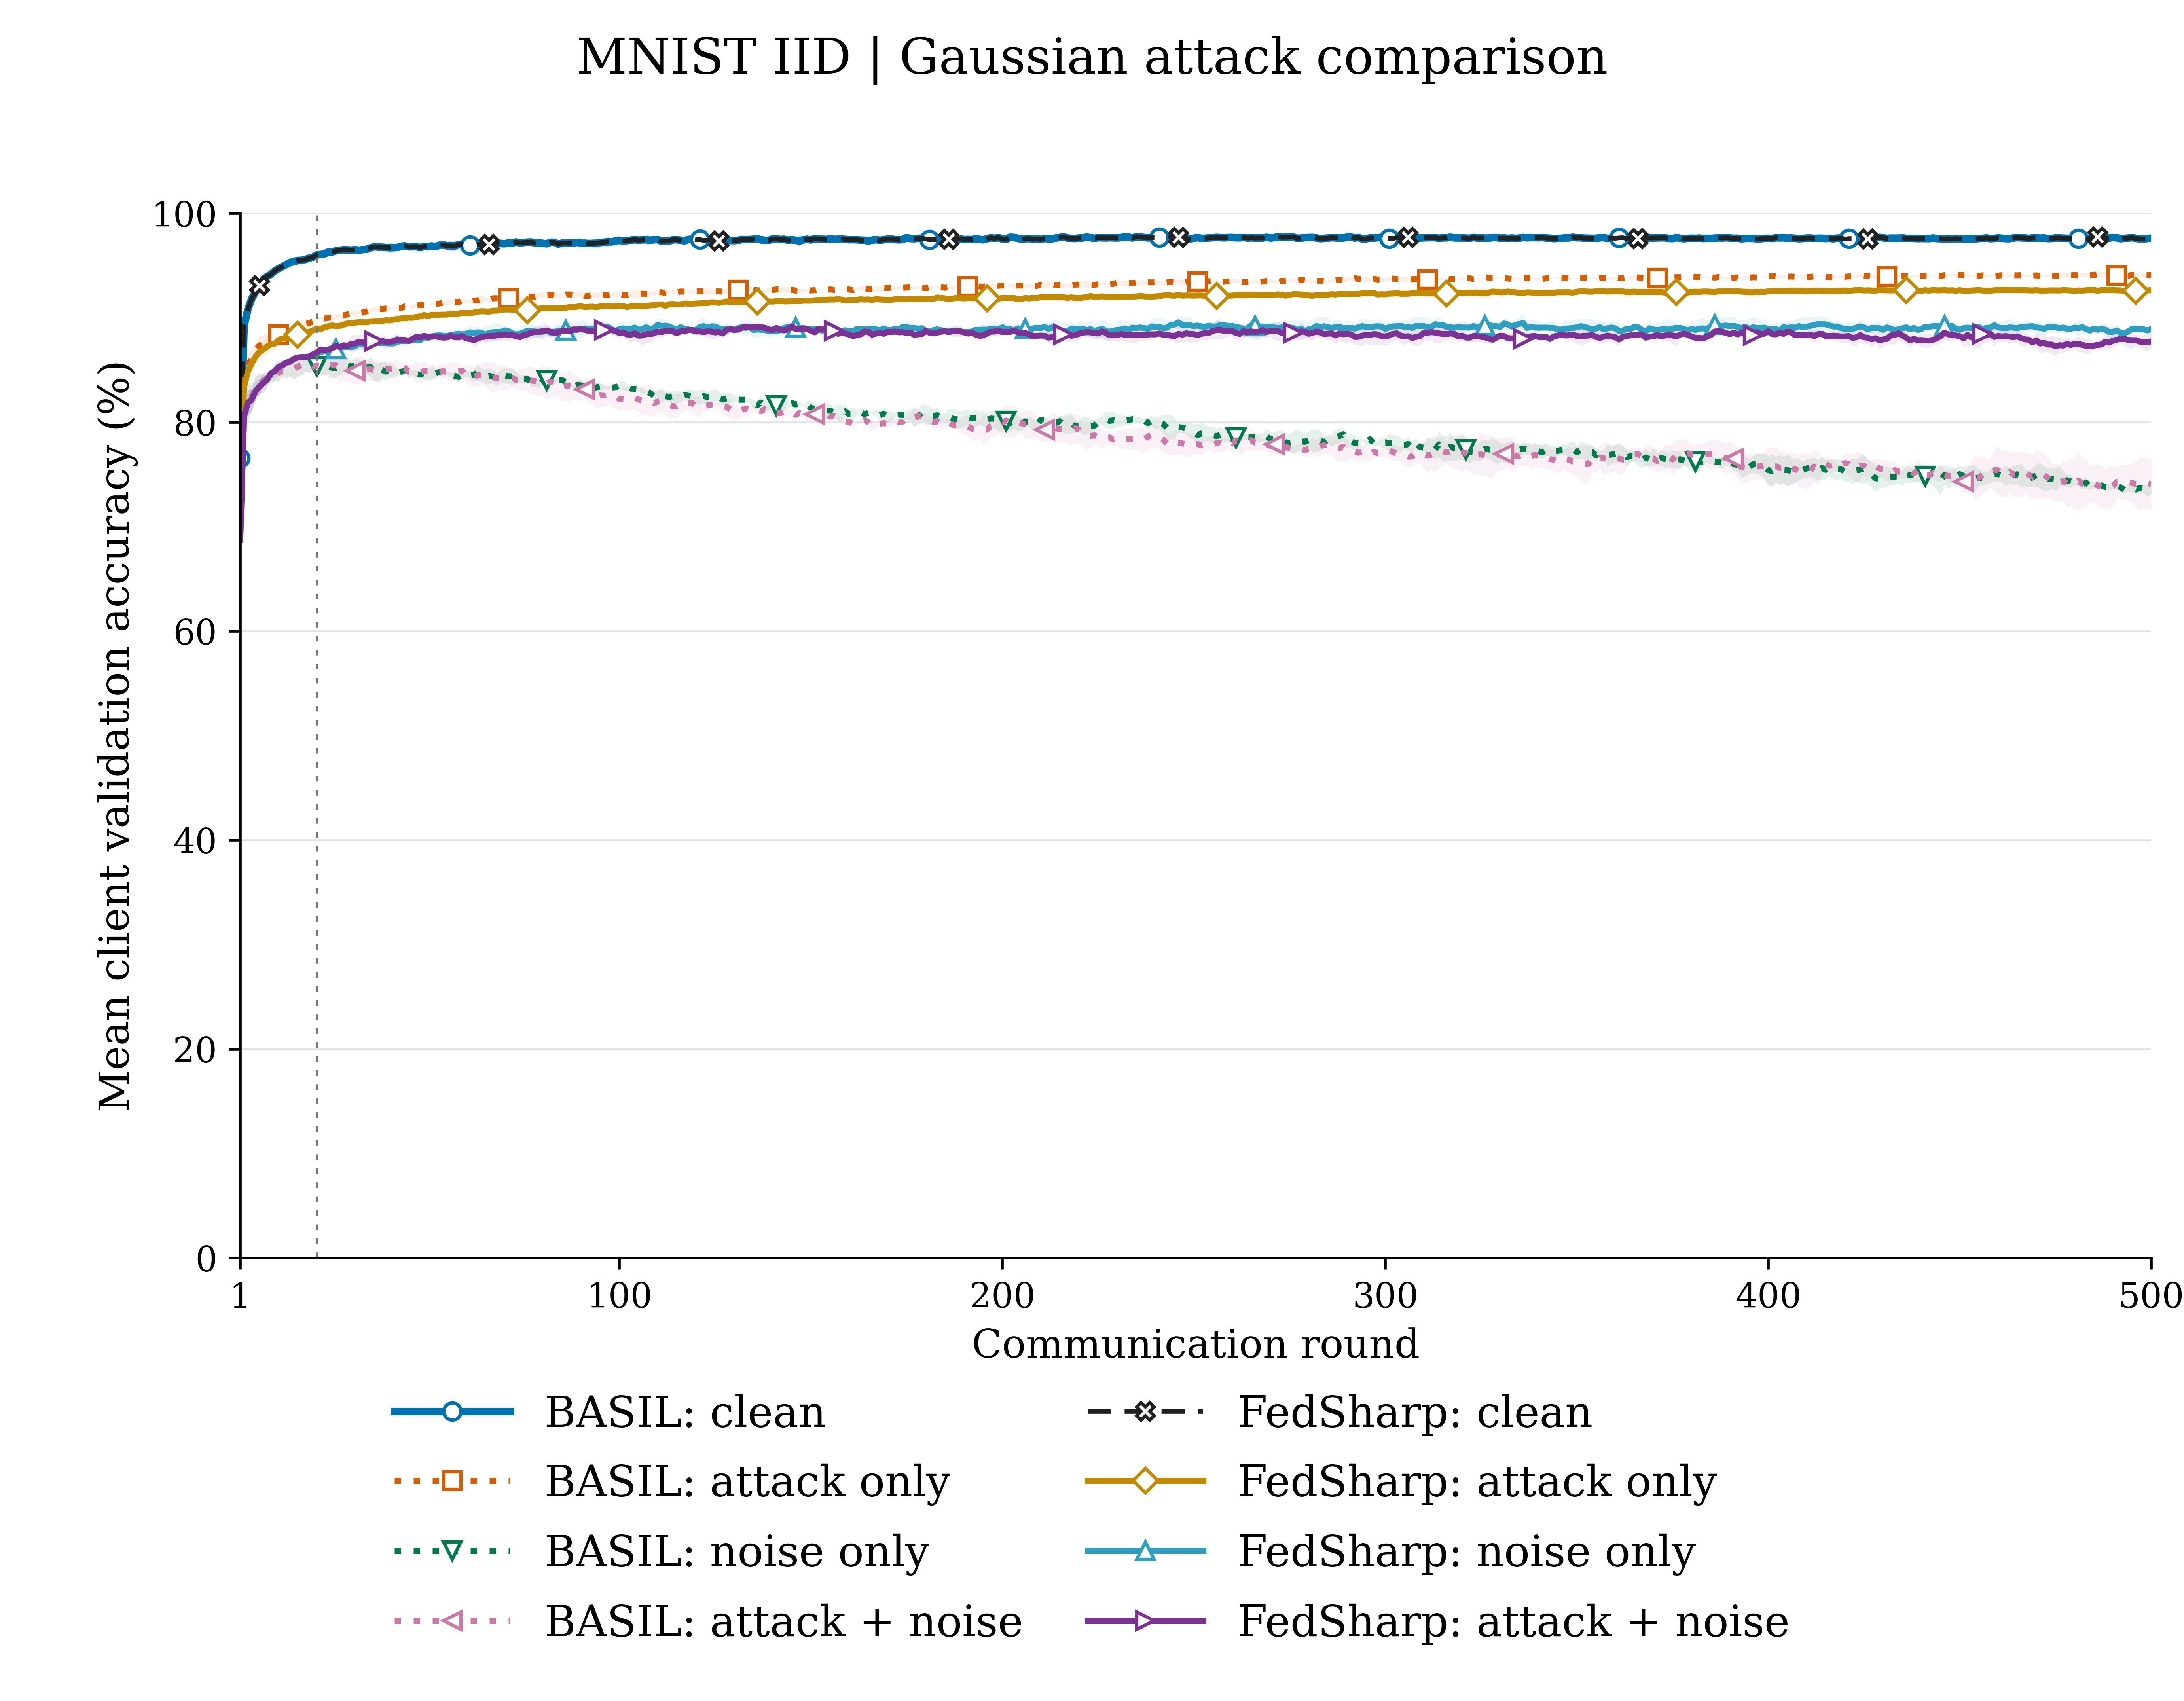 MNIST IID | Gaussian attack comparison
Mean client validation accuracy (%)
100
80
60
40
20
0
1 100 200 300 400 500
Communication round
BASIL: clean
BASIL: attack only
BASIL: noise only
BASIL: attack + noise
FedSharp: clean
FedSharp: attack only
FedSharp: noise only
FedSharp: attack + noise